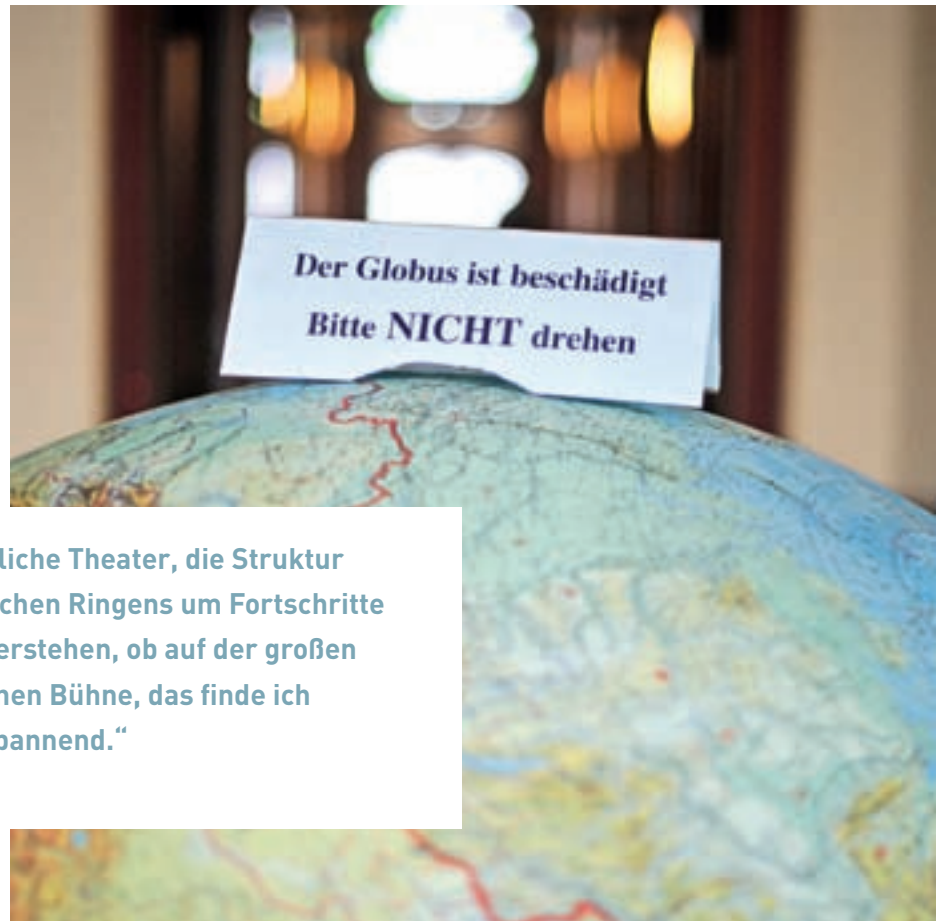 Der Globus ist beschädigt
Bitte NICHT drehen
liche Theater, die Struktur
chen Ringens um Fortschritte
erstehen, ob auf der großen
nen Bühne, das finde ich
pannend.“